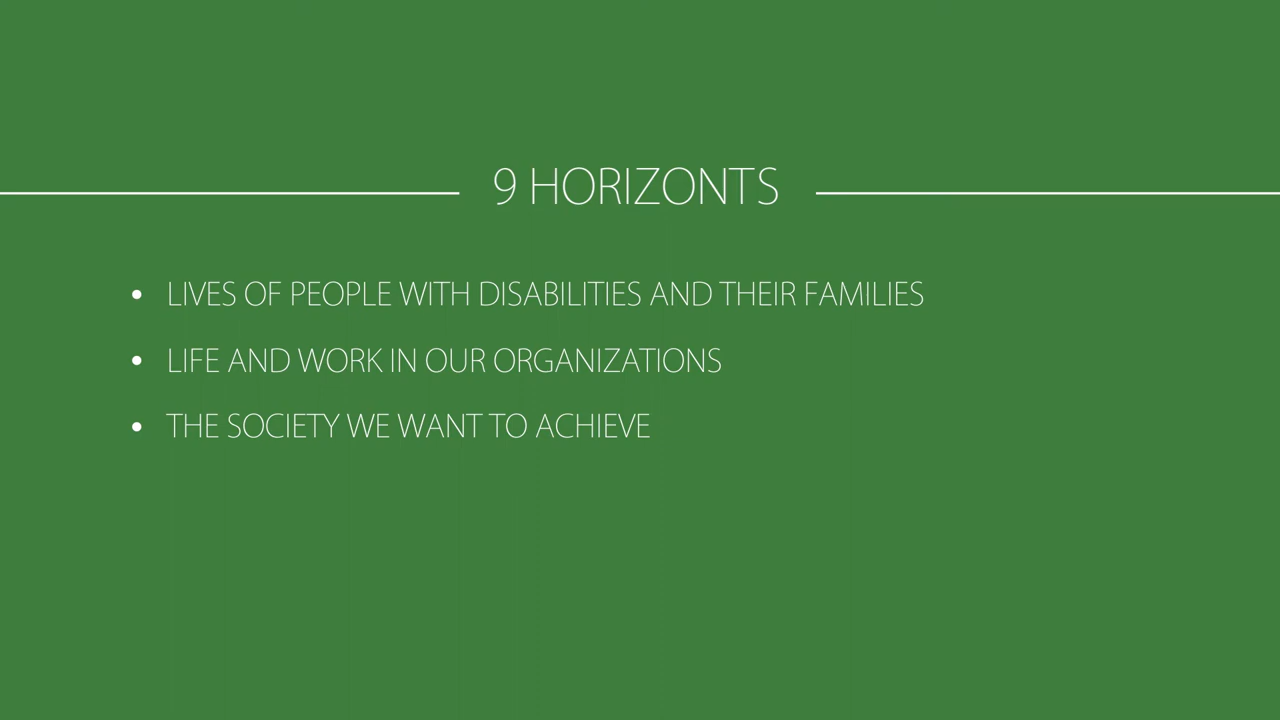 9 HORIZONTS
• LIVES OF PEOPLE WITH DISABILITIES AND THEIR FAMILIES
• LIFE AND WORK IN OUR ORGANIZATIONS
• THE SOCIETY WE WANT TO ACHIEVE